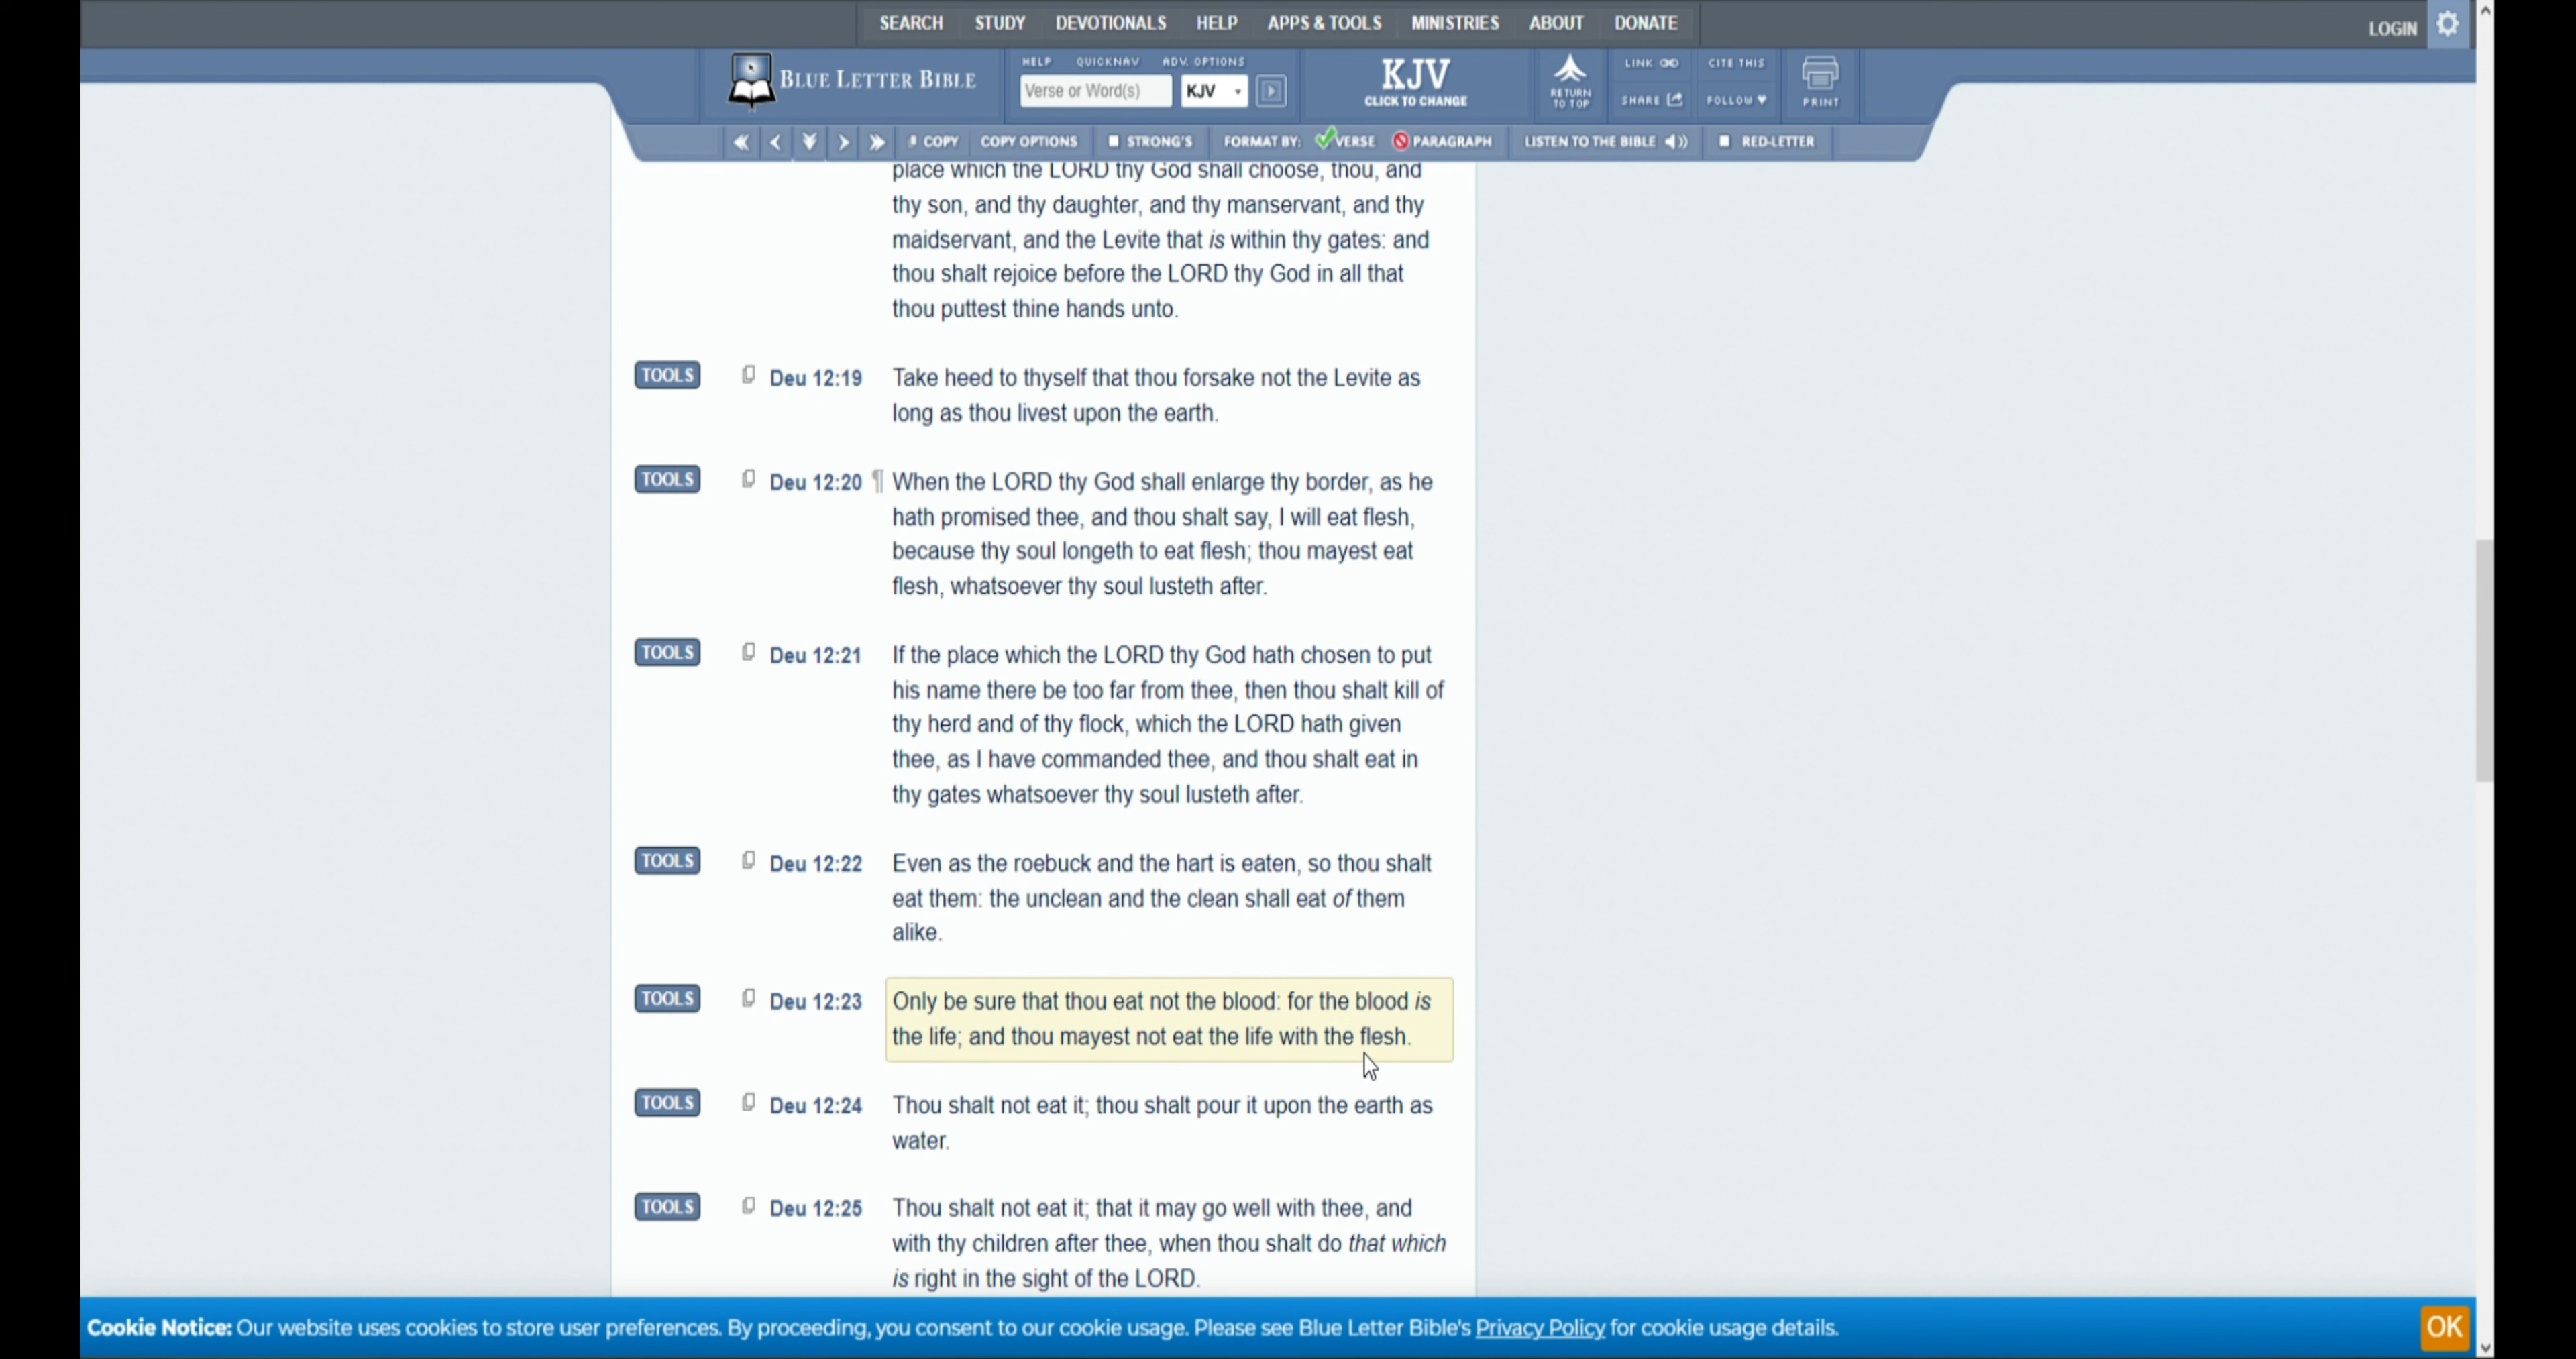 SEARCH STUDY DEVOTIONALS HELP APPS & TOOLS MINISTRIES ABOUT DONATE
LOGIN
BLUE LETTER BIBLE
HELP QUICKNAV ADV. OPTIONS
Verse or Word(s) KJV
KJV
CLICK TO CHANGE
RETURN
TO TOP
LINK CITE THIS
SHARE FOLLOW
PRINT
COPY COPY OPTIONS STRONG'S FORMAT BY: VERSE PARAGRAPH LISTEN TO THE BIBLE RED-LETTER
place which the LORD thy God shall choose, thou, and
thy son, and thy daughter, and thy manservant, and thy
maidservant, and the Levite that is within thy gates: and
thou shalt rejoice before the LORD thy God in all that
thou puttest thine hands unto.
TOOLS Deu 12:19 Take heed to thyself that thou forsake not the Levite as
long as thou livest upon the earth.
TOOLS Deu 12:20 ¶ When the LORD thy God shall enlarge thy border, as he
hath promised thee, and thou shalt say, I will eat flesh,
because thy soul longeth to eat flesh; thou mayest eat
flesh, whatsoever thy soul lusteth after.
TOOLS Deu 12:21 If the place which the LORD thy God hath chosen to put
his name there be too far from thee, then thou shalt kill of
thy herd and of thy flock, which the LORD hath given
thee, as I have commanded thee, and thou shalt eat in
thy gates whatsoever thy soul lusteth after.
TOOLS Deu 12:22 Even as the roebuck and the hart is eaten, so thou shalt
eat them: the unclean and the clean shall eat of them
alike.
TOOLS Deu 12:23 Only be sure that thou eat not the blood: for the blood is
the life; and thou mayest not eat the life with the flesh.
TOOLS Deu 12:24 Thou shalt not eat it; thou shalt pour it upon the earth as
water.
TOOLS Deu 12:25 Thou shalt not eat it; that it may go well with thee, and
with thy children after thee, when thou shalt do that which
is right in the sight of the LORD.
Cookie Notice: Our website uses cookies to store user preferences. By proceeding, you consent to our cookie usage. Please see Blue Letter Bible's Privacy Policy for cookie usage details.
OK